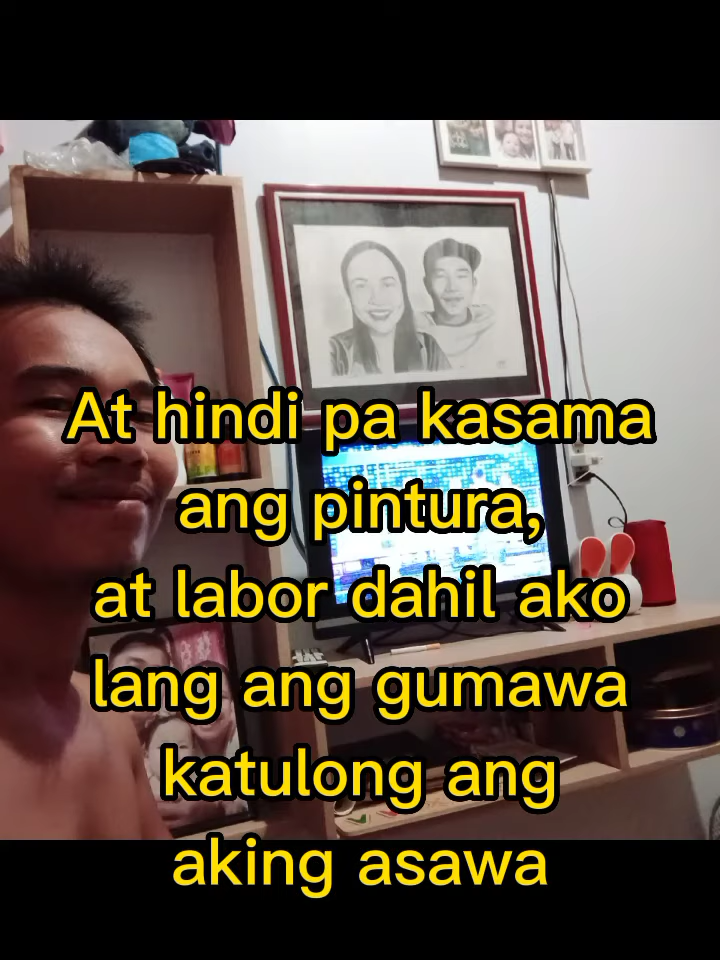 At hindi pa kasama
ang pintura,
at labor dahil ako
lang ang gumawa
katulong ang
aking asawa